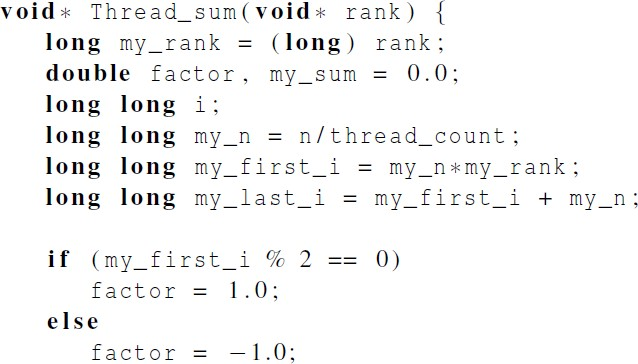 void* Thread_sum(void* rank) {
long my_rank = (long) rank;
double factor, my_sum = 0.0;
long long i;
long long my_n = n/thread_count;
long long my_first_i = my_n*my_rank;
long long my_last_i = my_first_i + my_n;
if (my_first_i % 2 == 0)
factor = 1.0;
else
factor = −1.0;